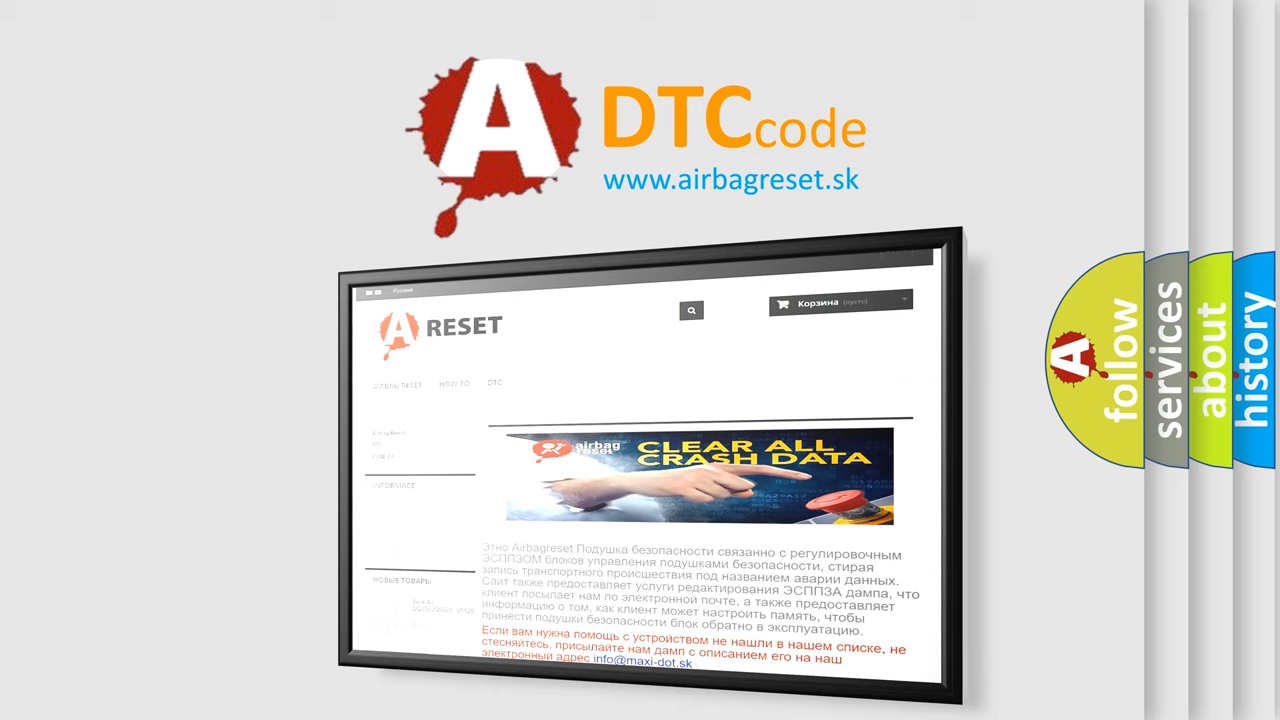 A
DTCcode
www.airbagreset.sk
Русский
A RESET
Корзина (пусто)
AIRBAG RESET HOW TO DTC
INFORMACE
airbag
reset
CLEAR ALL
CRASH DATA
Этно Airbagreset Подушка безопасности связанно с регулировочным
ЭСППЗОМ блоков управления подушками безопасности, стирая
запись транспортного происшествия под названием аварии данных.
Сайт также предоставляет услуги редактирования ЭСППЗА дампа, что
клиент посылает нам по электронной почте, а также предоставляет
информацию о том, как клиент может настроить память, чтобы
принести подушки безопасности блок обратно в эксплуатацию.
Если вам нужна помощь с устройством не нашли в нашем списке, не
стесняйтесь, присылайте нам дамп с описанием его на наш
электронный адрес info@maxi-dot.sk
НОВЫЕ ТОВАРЫ
A
follow
services
about
history